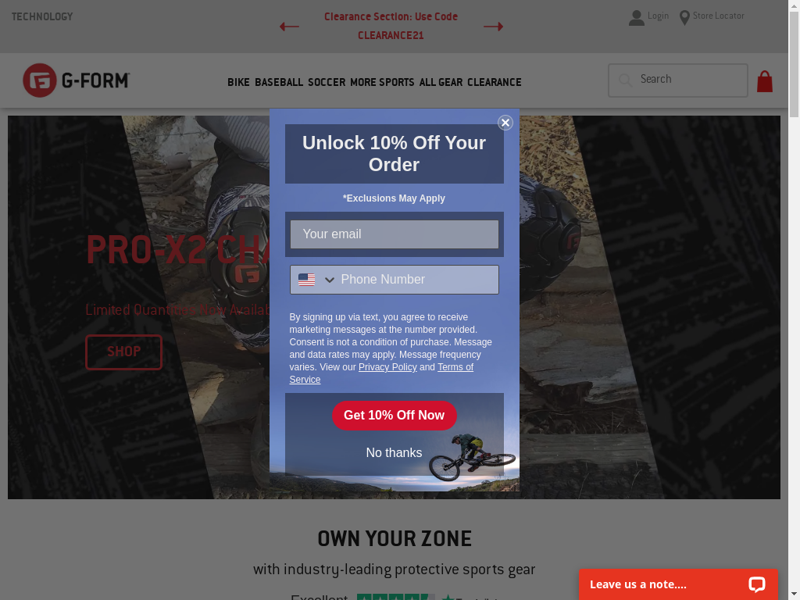 TECHNOLOGY
Clearance Section: Use Code
CLEARANCE21
Login
Store Locator
G-FORM
BIKE BASEBALL SOCCER MORE SPORTS ALL GEAR CLEARANCE
Search
Unlock 10% Off Your
Order
*Exclusions May Apply
Your email
Phone Number
PRO-X2 CHA
Limited Quantities Now Availab
SHOP
By signing up via text, you agree to receive
marketing messages at the number provided.
Consent is not a condition of purchase. Message
and data rates may apply. Message frequency
varies. View our Privacy Policy and Terms of
Service
Get 10% Off Now
No thanks
OWN YOUR ZONE
with industry-leading protective sports gear
Excellent
Leave us a note....